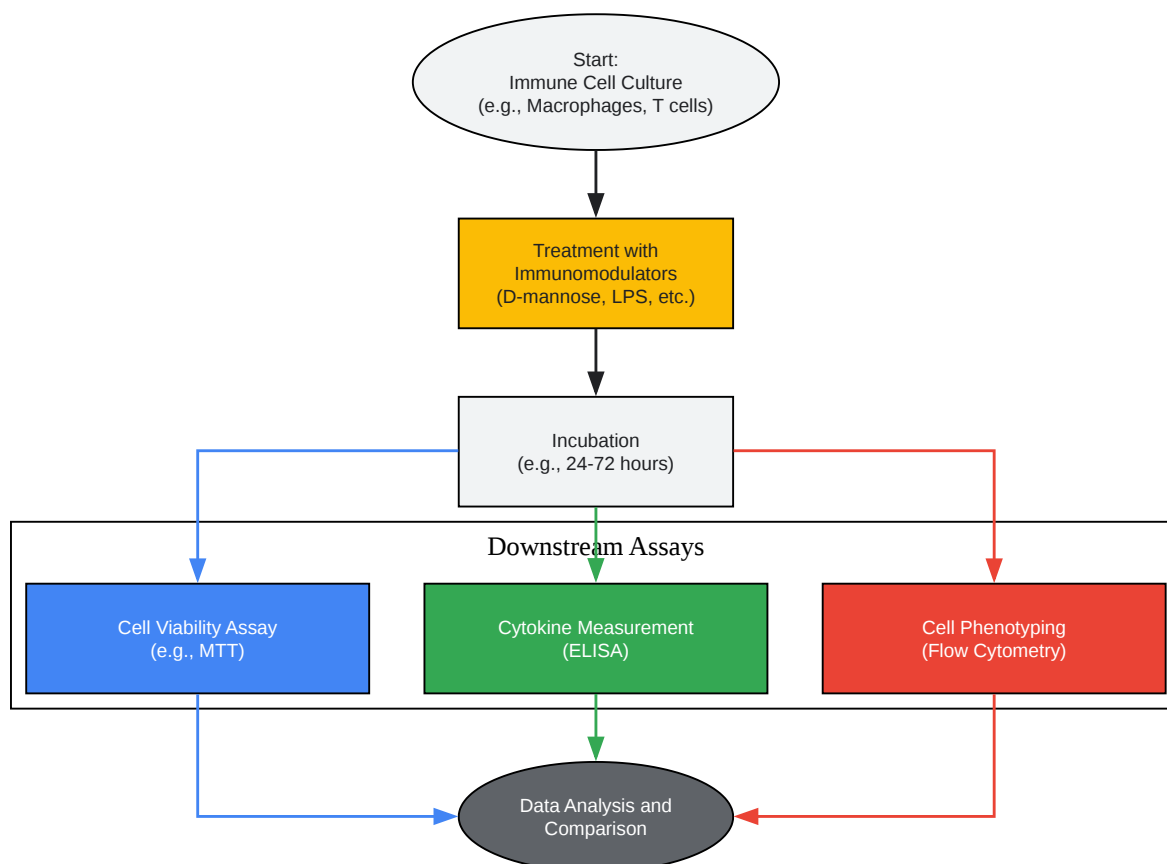 Start:
Immune Cell Culture
(e.g., Macrophages, T cells)
Treatment with
Immunomodulators
(D-mannose, LPS, etc.)
Incubation
(e.g., 24-72 hours)
Downstream Assays
Cell Viability Assay
(e.g., MTT)
Cytokine Measurement
(ELISA)
Cell Phenotyping
(Flow Cytometry)
Data Analysis and
Comparison